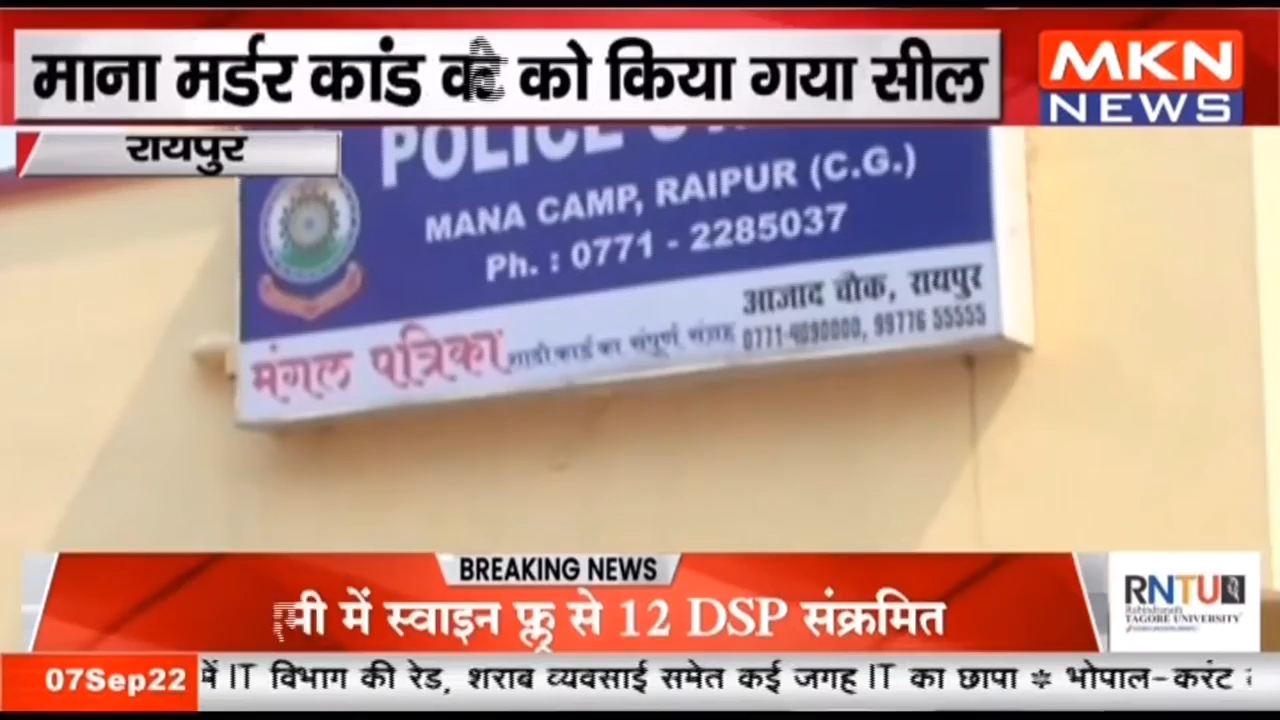 माना मर्डर कांड को किया गया सील
MKN
NEWS
रायपुर
POLICE
MANA CAMP, RAIPUR (C.G.)
Ph. : 0771 - 2285037
आजाद चौक, रायपुर
मंगल पत्रिका शादी कार्ड का संपूर्ण संग्रह 0771-4090000, 99776 55555
BREAKING NEWS
में स्वाइन फ्लू से 12 DSP संक्रमित
RNTU
Rabindranath
TAGORE UNIVERSITY
07Sep22 में IT विभाग की रेड, शराब व्यवसाई समेत कई जगह IT का छापा * भोपाल-करंट